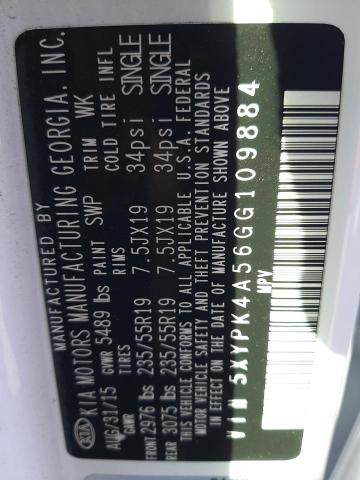 MANUFACTURED BY
KIA KIA MOTORS MANUFACTURING GEORGIA, INC.
AUG/31/15 GVWR 5489 lbs PAINT SWP TRIM WK
GAWR TIRES RIMS COLD TIRE INFL
FRONT 2976 lbs 235/55R19 7.5JX19 34psi SINGLE
REAR 3075 lbs 235/55R19 7.5JX19 34psi SINGLE
THIS VEHICLE CONFORMS TO ALL APPLICABLE U.S.A. FEDERAL
MOTOR VEHICLE SAFETY AND THEFT PREVENTION STANDARDS
IN EFFECT ON THE DATE OF MANUFACTURE SHOWN ABOVE
VIN 5XYPK4A56GG109884
MPV